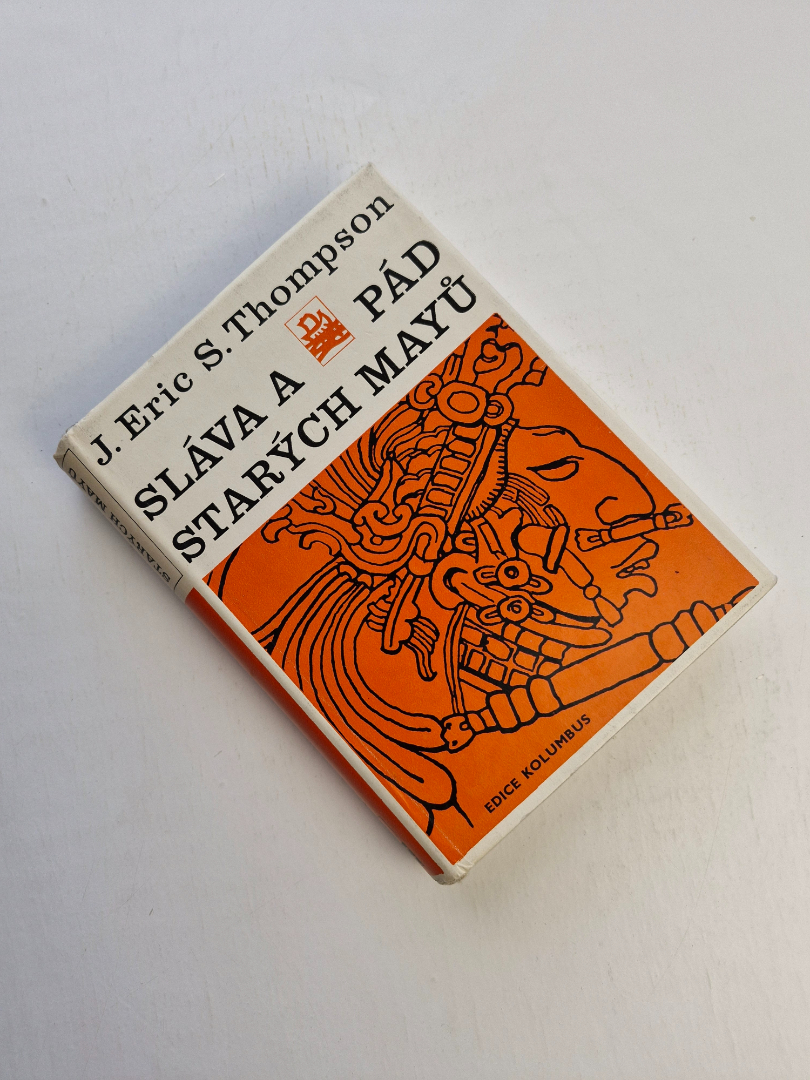 J. Eric S. Thompson
SLÁVA A PÁD
STARÝCH MAYŮ
EDICE KOLUMBUS
STARÝCH MAYŮ